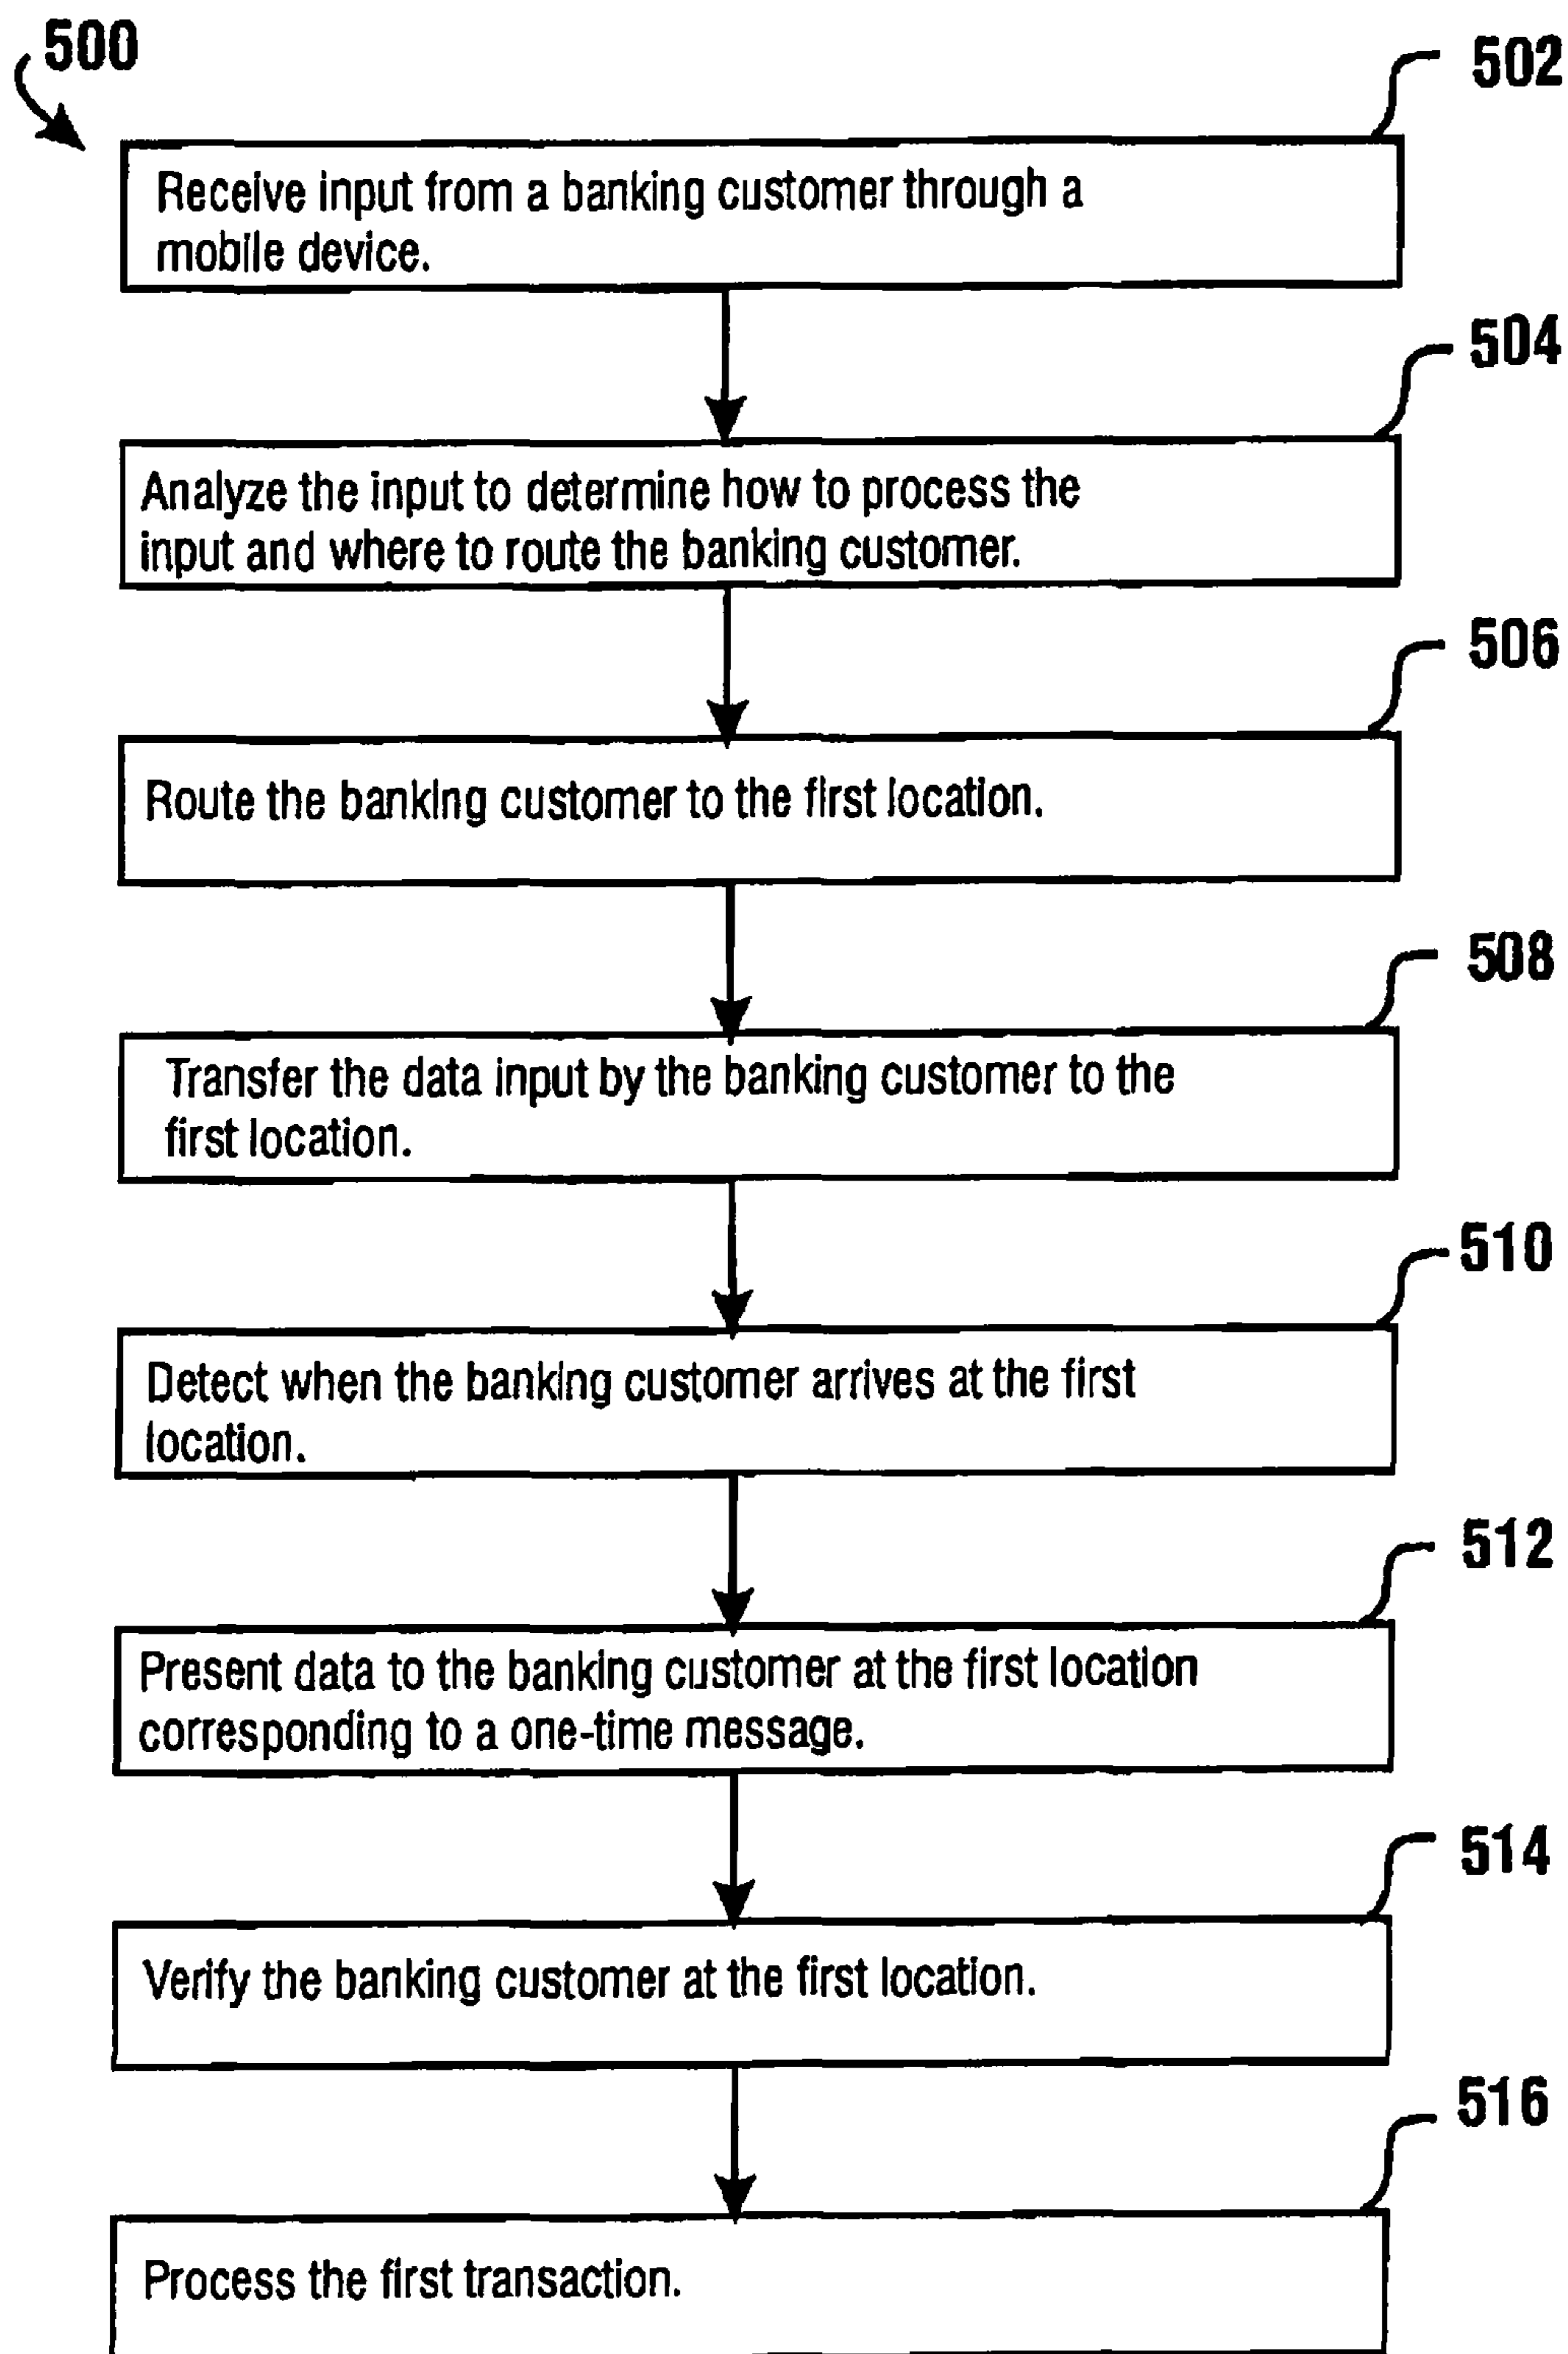 500
502
Receive input from a banking customer through a
mobile device.
504
Analyze the input to determine how to process the
input and where to route the banking customer.
506
Route the banking customer to the first location.
508
Transfer the data input by the banking customer to the
first location.
510
Detect when the banking customer arrives at the first
location.
512
Present data to the banking customer at the first location
corresponding to a one-time message.
514
Verify the banking customer at the first location.
516
Process the first transaction.